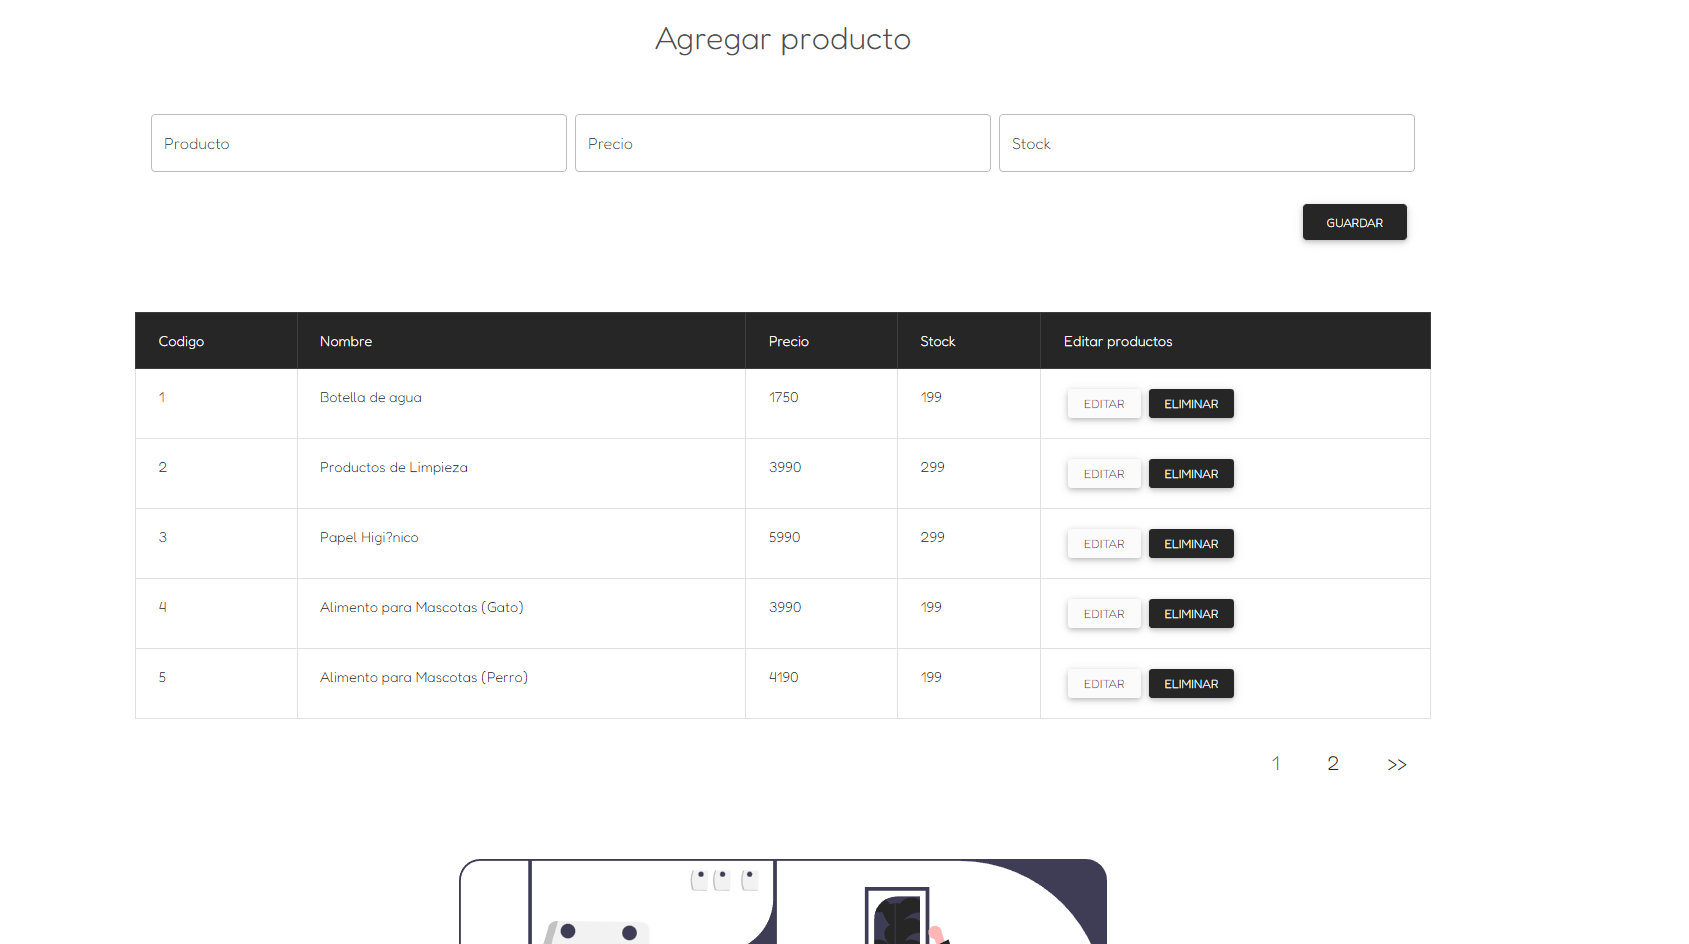 Agregar producto
Producto Precio Stock
GUARDAR
Codigo Nombre Precio Stock Editar productos
1 Botella de agua 1750 199 EDITAR ELIMINAR
2 Productos de Limpieza 3990 299 EDITAR ELIMINAR
3 Papel Higi?nico 5990 299 EDITAR ELIMINAR
4 Alimento para Mascotas (Gato) 3990 199 EDITAR ELIMINAR
5 Alimento para Mascotas (Perro) 4190 199 EDITAR ELIMINAR
1 2 >>